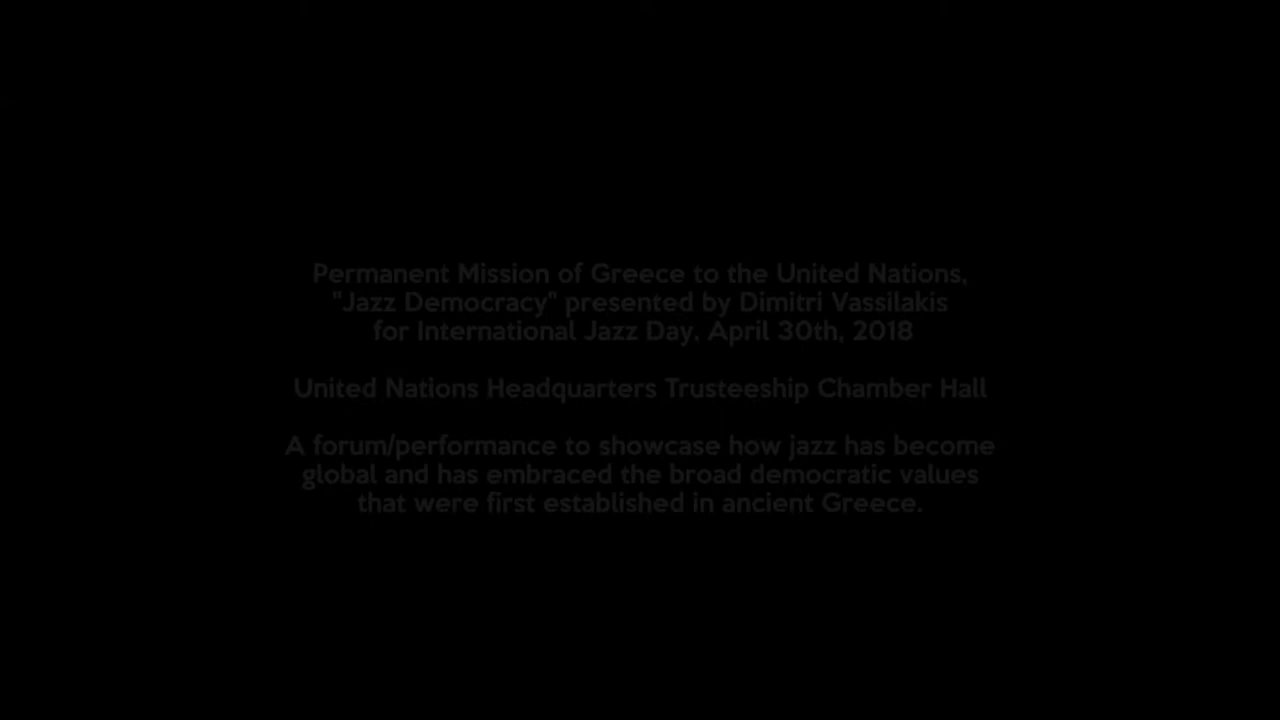 Permanent Mission of Greece to the United Nations,
"Jazz Democracy" presented by Dimitri Vassilakis
for International Jazz Day. April 30th, 2018
United Nations Headquarters Trusteeship Chamber Hall
A forum/performance to showcase how jazz has become
global and has embraced the broad democratic values
that were first established in ancient Greece.